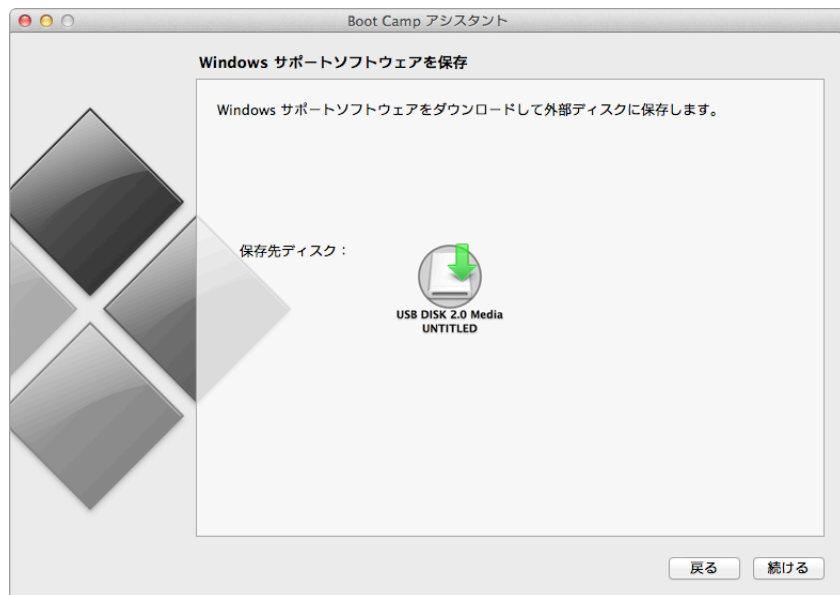 Boot Camp アシスタント
Windows サポートソフトウェアを保存
Windows サポートソフトウェアをダウンロードして外部ディスクに保存します。
保存先ディスク：
USB DISK 2.0 Media
UNTITLED
戻る
続ける